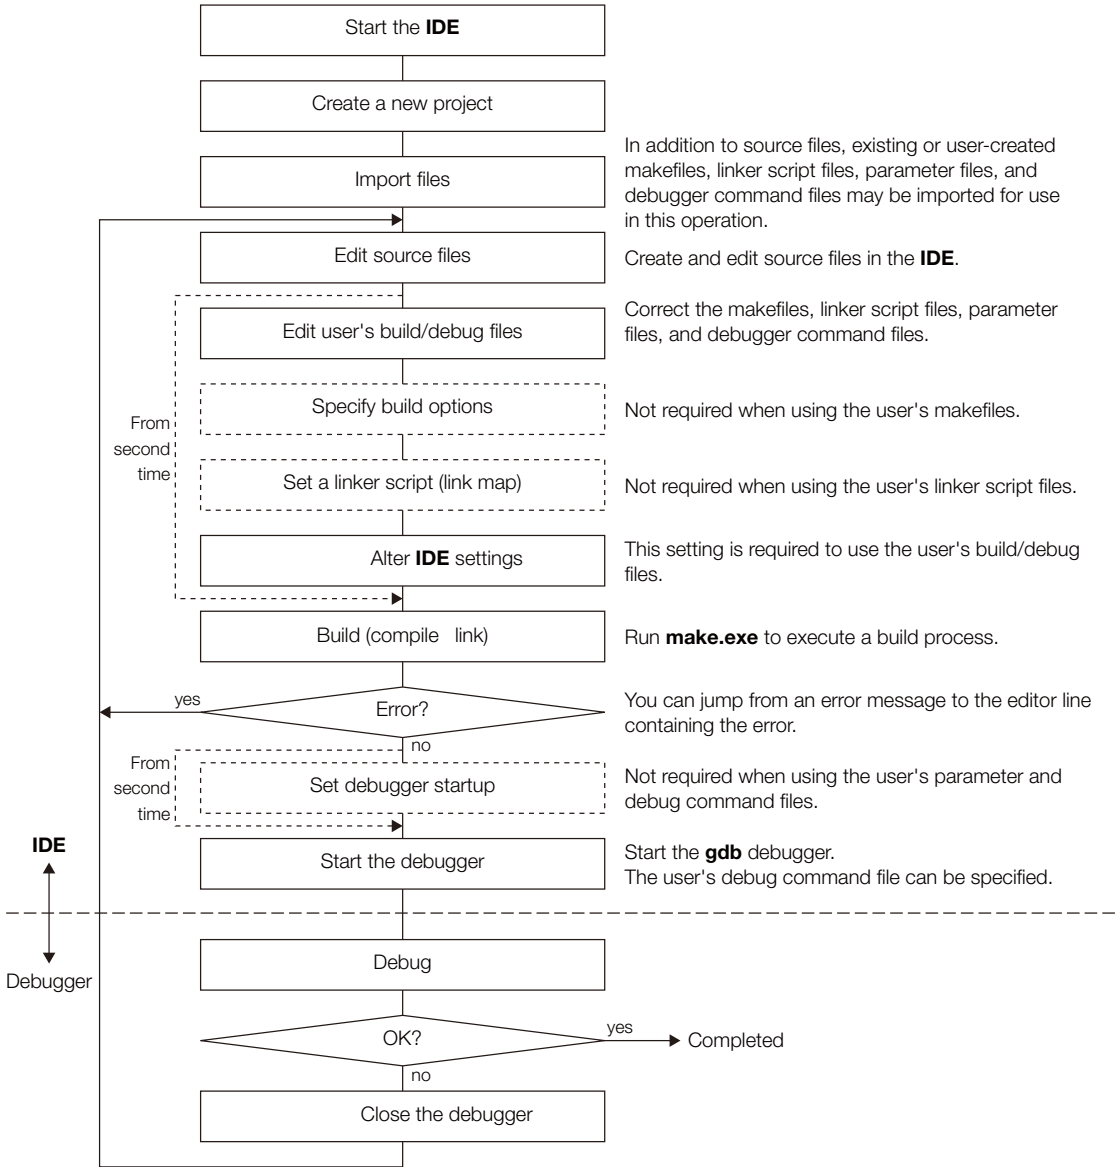 Start the IDE
Create a new project
Import files
In addition to source files, existing or user-created
makefiles, linker script files, parameter files, and
debugger command files may be imported for use
in this operation.
Edit source files
Create and edit source files in the IDE.
Edit user's build/debug files
Correct the makefiles, linker script files, parameter
files, and debugger command files.
Specify build options
Not required when using the user's makefiles.
From
second
time
Set a linker script (link map)
Not required when using the user's linker script files.
Alter IDE settings
This setting is required to use the user's build/debug
files.
Build (compile   link)
Run make.exe to execute a build process.
yes
Error?
You can jump from an error message to the editor line
containing the error.
no
From
second
time
Set debugger startup
Not required when using the user's parameter and
debug command files.
IDE
Start the debugger
Start the gdb debugger.
The user's debug command file can be specified.
Debugger
Debug
OK?
yes
Completed
no
Close the debugger